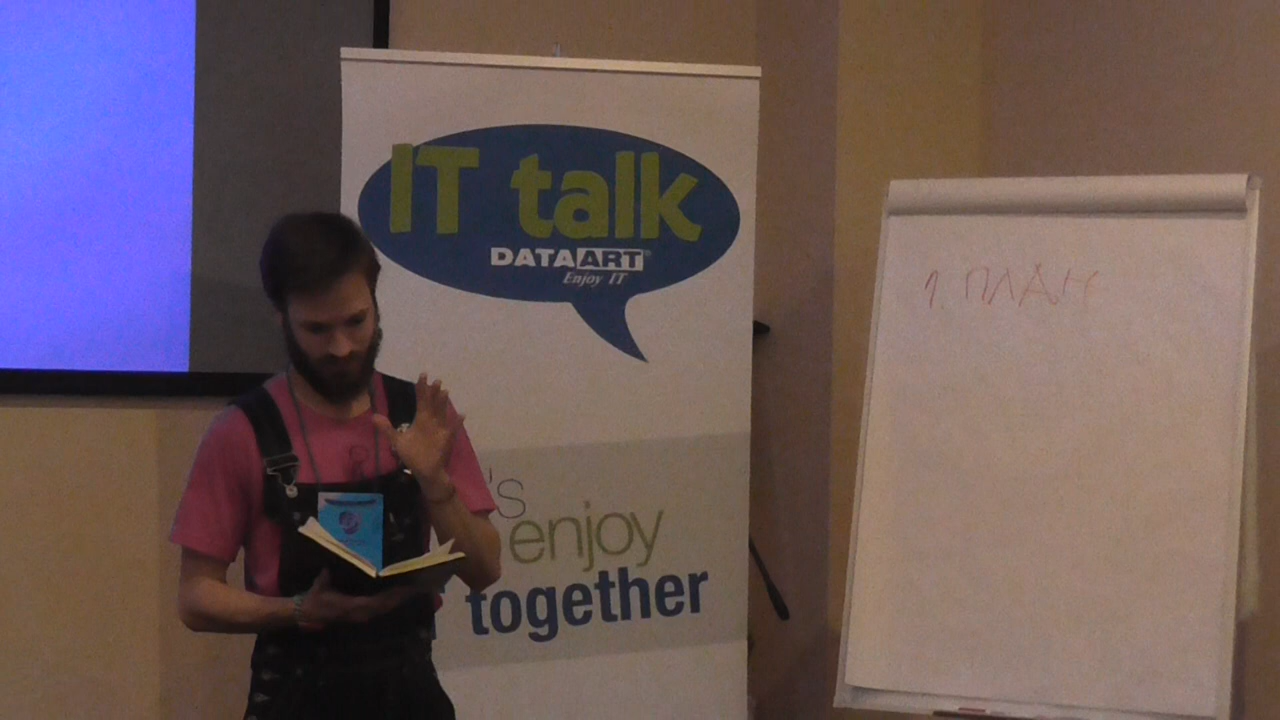 IT talk
DATAART®
Enjoy IT
's
enjoy
together
1. ПЛАН